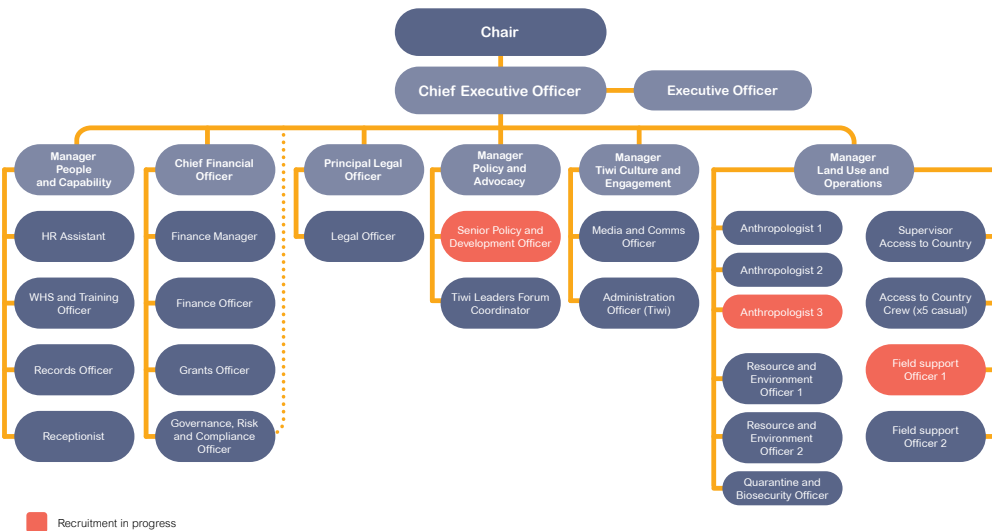 Chair
Chief Executive Officer
Executive Officer
Manager
People
and Capability
HR Assistant
WHS and Training
Officer
Records Officer
Receptionist
Chief Financial
Officer
Finance Manager
Finance Officer
Grants Officer
Governance, Risk
and Compliance
Officer
Principal Legal
Officer
Legal Officer
Manager
Policy and
Advocacy
Senior Policy and
Development Officer
Tiwi Leaders Forum
Coordinator
Manager
Tiwi Culture and
Engagement
Media and Comms
Officer
Administration
Officer (Tiwi)
Manager
Land Use and
Operations
Anthropologist 1
Anthropologist 2
Anthropologist 3
Resource and
Environment
Officer 1
Resource and
Environment
Officer 2
Quarantine and
Biosecurity Officer
Supervisor
Access to Country
Access to Country
Crew (x5 casual)
Field support
Officer 1
Field support
Officer 2
Recruitment in progress